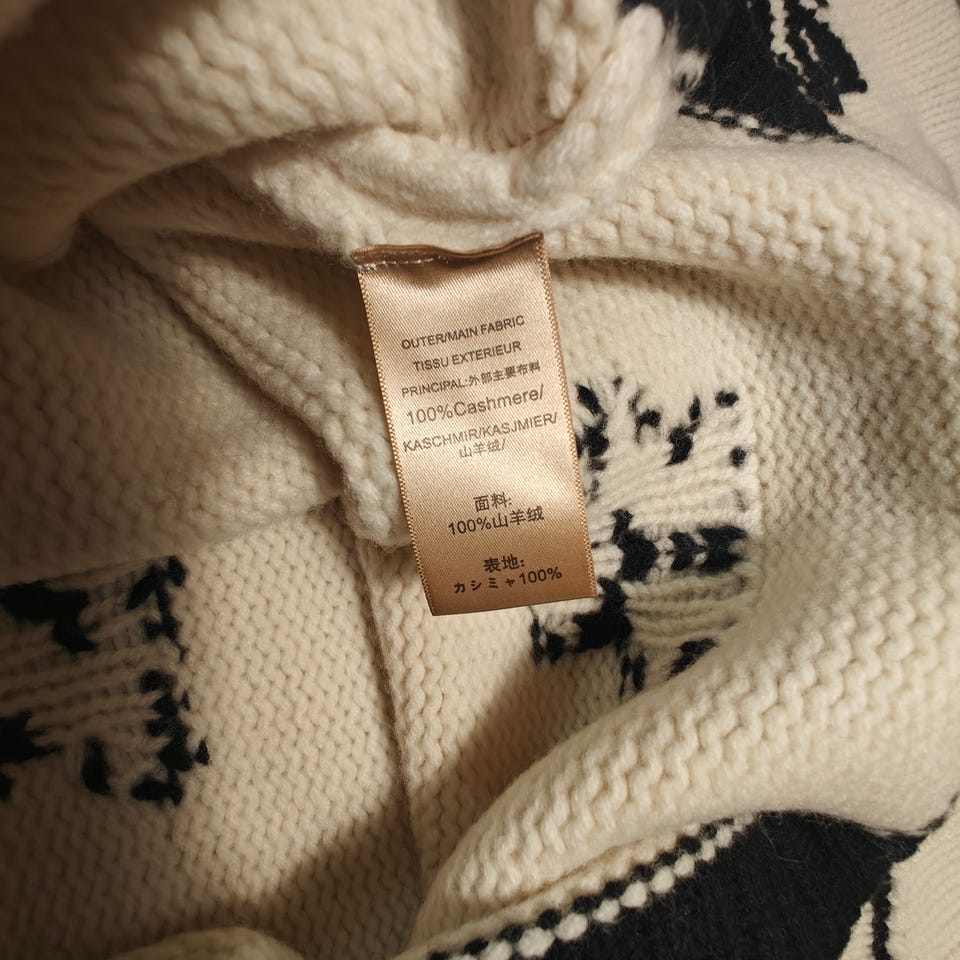 OUTER/MAIN FABRIC
TISSU EXTERIEUR
PRINCIPAL·外部主要布料
100%Cashmere/
KASCHMIR/KASJMIER/
山羊绒/
面料:
100%山羊绒
表地:
カシミャ100%